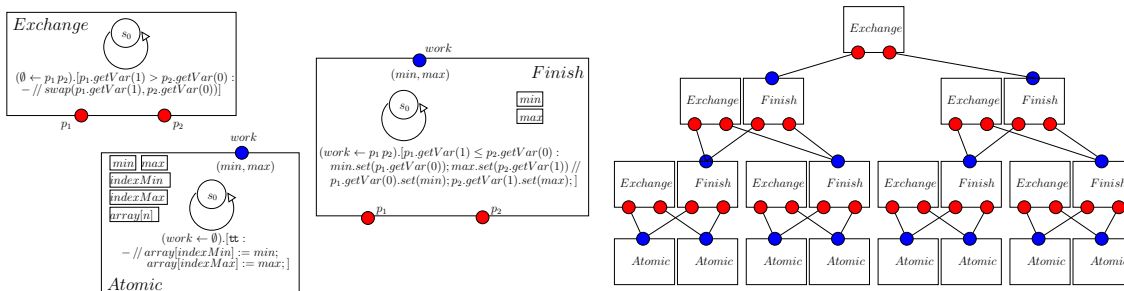 Exchange
s0
(∅ ← p1 p2).[p1.getVar(1) > p2.getVar(0) :
− // swap(p1.getVar(1), p2.getVar(0))]
p1
p2
work
(min, max)
min
max
indexMin
indexMax
array[n]
s0
(work ← ∅).[tt :
− // array[indexMin] := min;
array[indexMax] := max; ]
Atomic
work
(min, max)
Finish
s0
min
max
(work ← p1 p2).[p1.getVar(1) ≤ p2.getVar(0) :
min.set(p1.getVar(0)); max.set(p2.getVar(1)) //
p1.getVar(0).set(min); p2.getVar(1).set(max); ]
p1
p2
Exchange
Exchange
Finish
Exchange
Finish
Exchange
Finish
Exchange
Finish
Exchange
Finish
Exchange
Finish
Atomic
Atomic
Atomic
Atomic
Atomic
Atomic
Atomic
Atomic